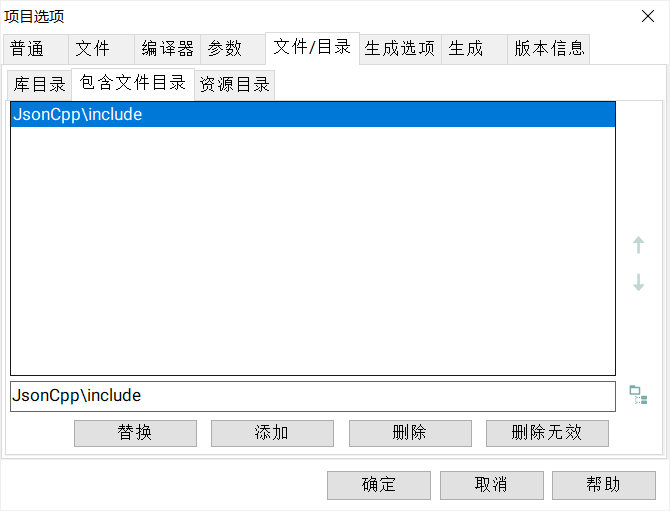 项目选项
普通 文件 编译器 参数 文件/目录 生成选项 生成 版本信息
库目录 包含文件目录 资源目录
JsonCpp\include
JsonCpp\include
替换 添加 删除 删除无效
确定 取消 帮助